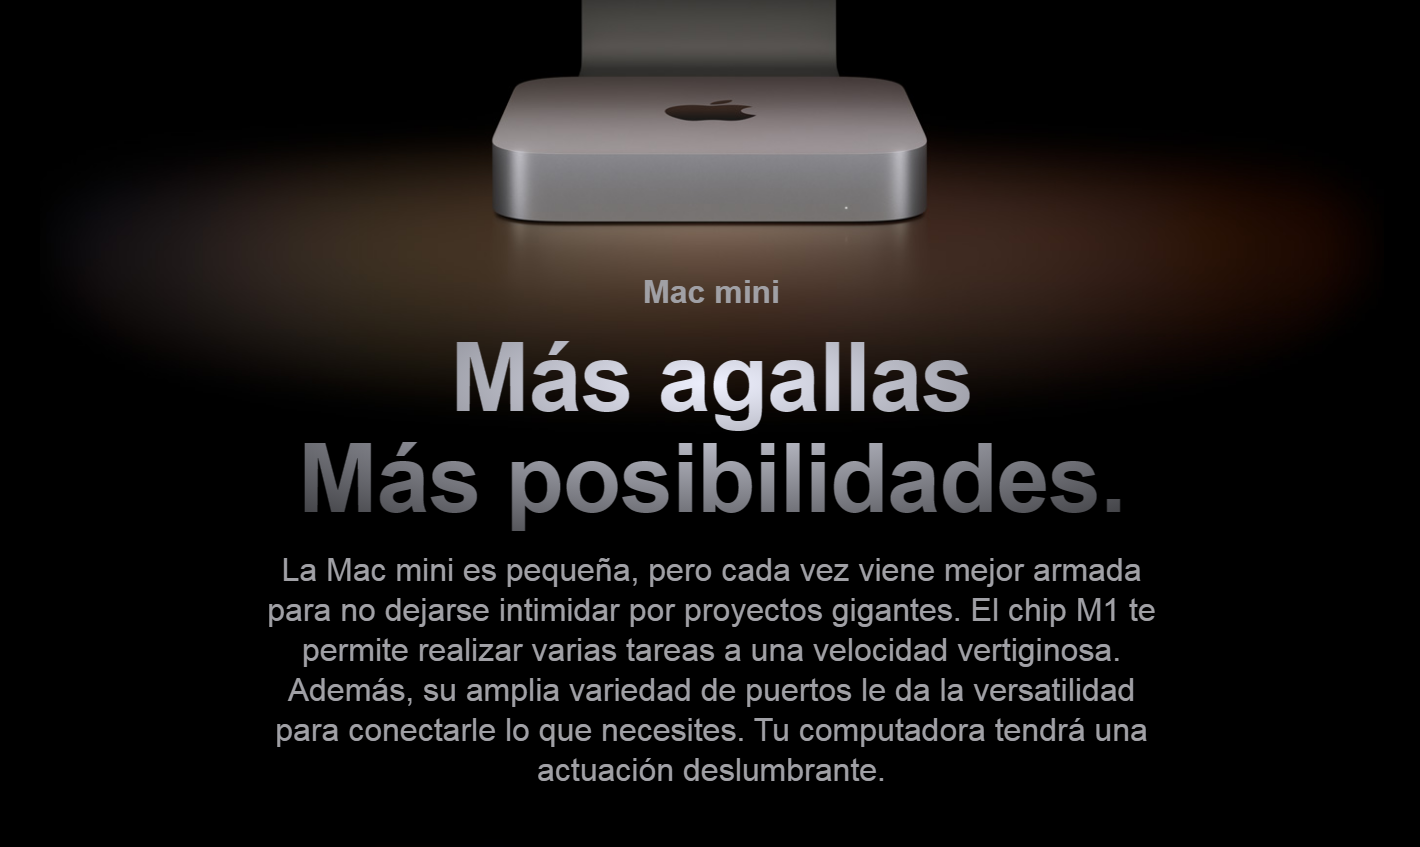 Mac mini
Más agallas
Más posibilidades.
La Mac mini es pequeña, pero cada vez viene mejor armada
para no dejarse intimidar por proyectos gigantes. El chip M1 te
permite realizar varias tareas a una velocidad vertiginosa.
Además, su amplia variedad de puertos le da la versatilidad
para conectarle lo que necesites. Tu computadora tendrá una
actuación deslumbrante.